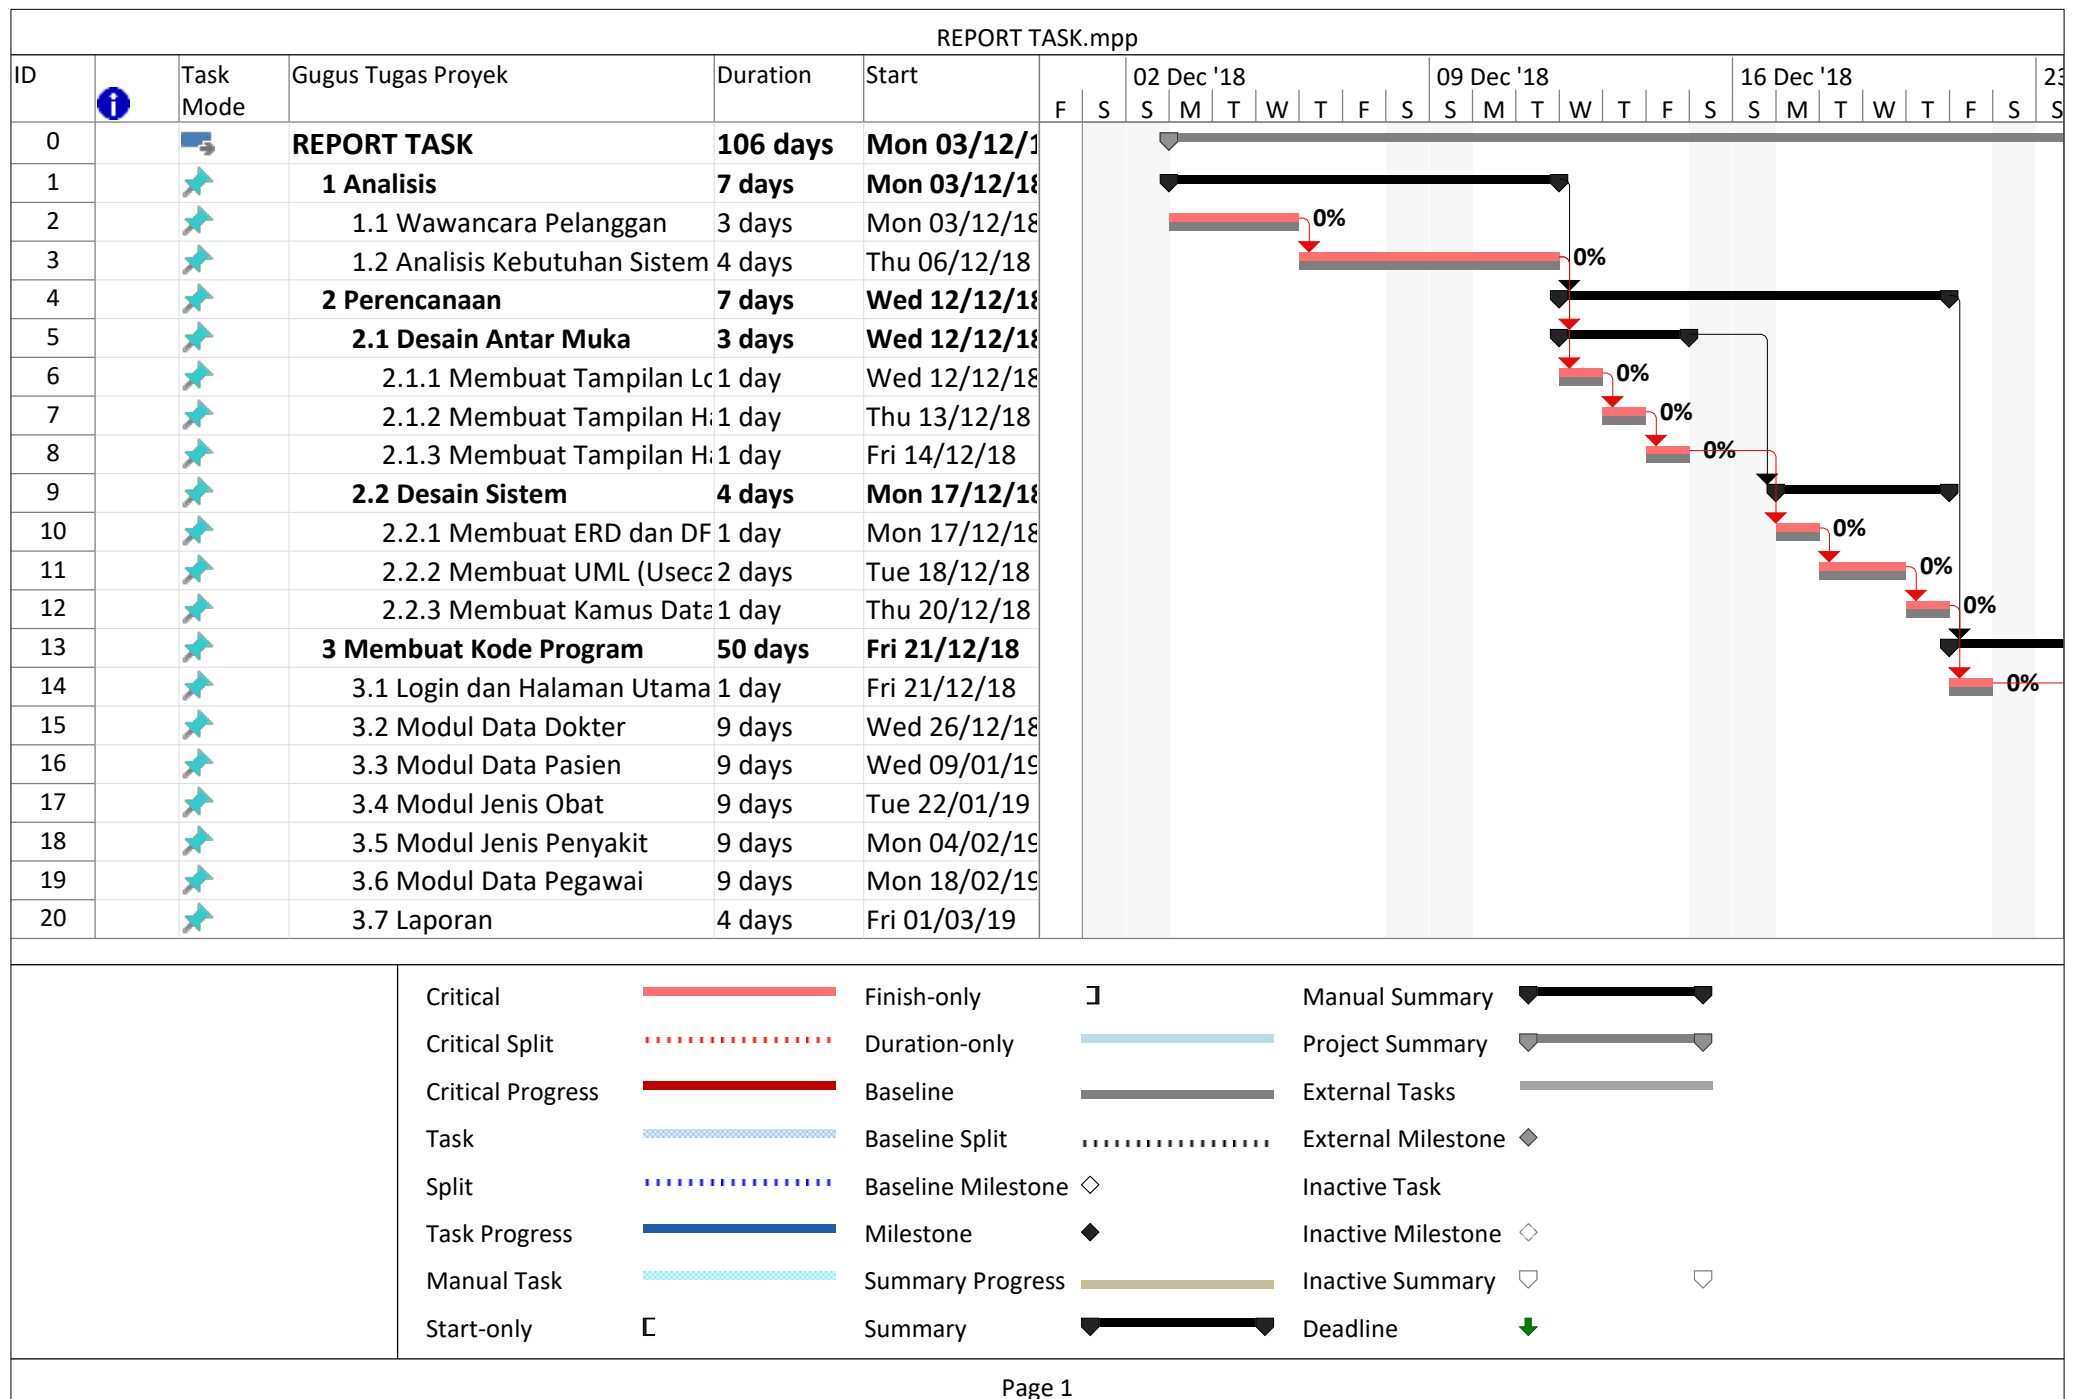 REPORT TASK.mpp
ID Task Mode Gugus Tugas Proyek Duration Start 02 Dec '18 09 Dec '18 16 Dec '18 23
F S S M T W T F S S M T W T F S S M T W T F S S
0 REPORT TASK 106 days Mon 03/12/1
1 1 Analisis 7 days Mon 03/12/18
2 1.1 Wawancara Pelanggan 3 days Mon 03/12/18 0%
3 1.2 Analisis Kebutuhan Sistem 4 days Thu 06/12/18 0%
4 2 Perencanaan 7 days Wed 12/12/18
5 2.1 Desain Antar Muka 3 days Wed 12/12/18
6 2.1.1 Membuat Tampilan Lo 1 day Wed 12/12/18 0%
7 2.1.2 Membuat Tampilan Ha 1 day Thu 13/12/18 0%
8 2.1.3 Membuat Tampilan Ha 1 day Fri 14/12/18 0%
9 2.2 Desain Sistem 4 days Mon 17/12/18
10 2.2.1 Membuat ERD dan DF 1 day Mon 17/12/18 0%
11 2.2.2 Membuat UML (Useca 2 days Tue 18/12/18 0%
12 2.2.3 Membuat Kamus Data 1 day Thu 20/12/18 0%
13 3 Membuat Kode Program 50 days Fri 21/12/18
14 3.1 Login dan Halaman Utama 1 day Fri 21/12/18 0%
15 3.2 Modul Data Dokter 9 days Wed 26/12/18
16 3.3 Modul Data Pasien 9 days Wed 09/01/19
17 3.4 Modul Jenis Obat 9 days Tue 22/01/19
18 3.5 Modul Jenis Penyakit 9 days Mon 04/02/19
19 3.6 Modul Data Pegawai 9 days Mon 18/02/19
20 3.7 Laporan 4 days Fri 01/03/19
Critical Finish-only Manual Summary
Critical Split Duration-only Project Summary
Critical Progress Baseline External Tasks
Task Baseline Split External Milestone
Split Baseline Milestone Inactive Task
Task Progress Milestone Inactive Milestone
Manual Task Summary Progress Inactive Summary
Start-only Summary Deadline
Page 1